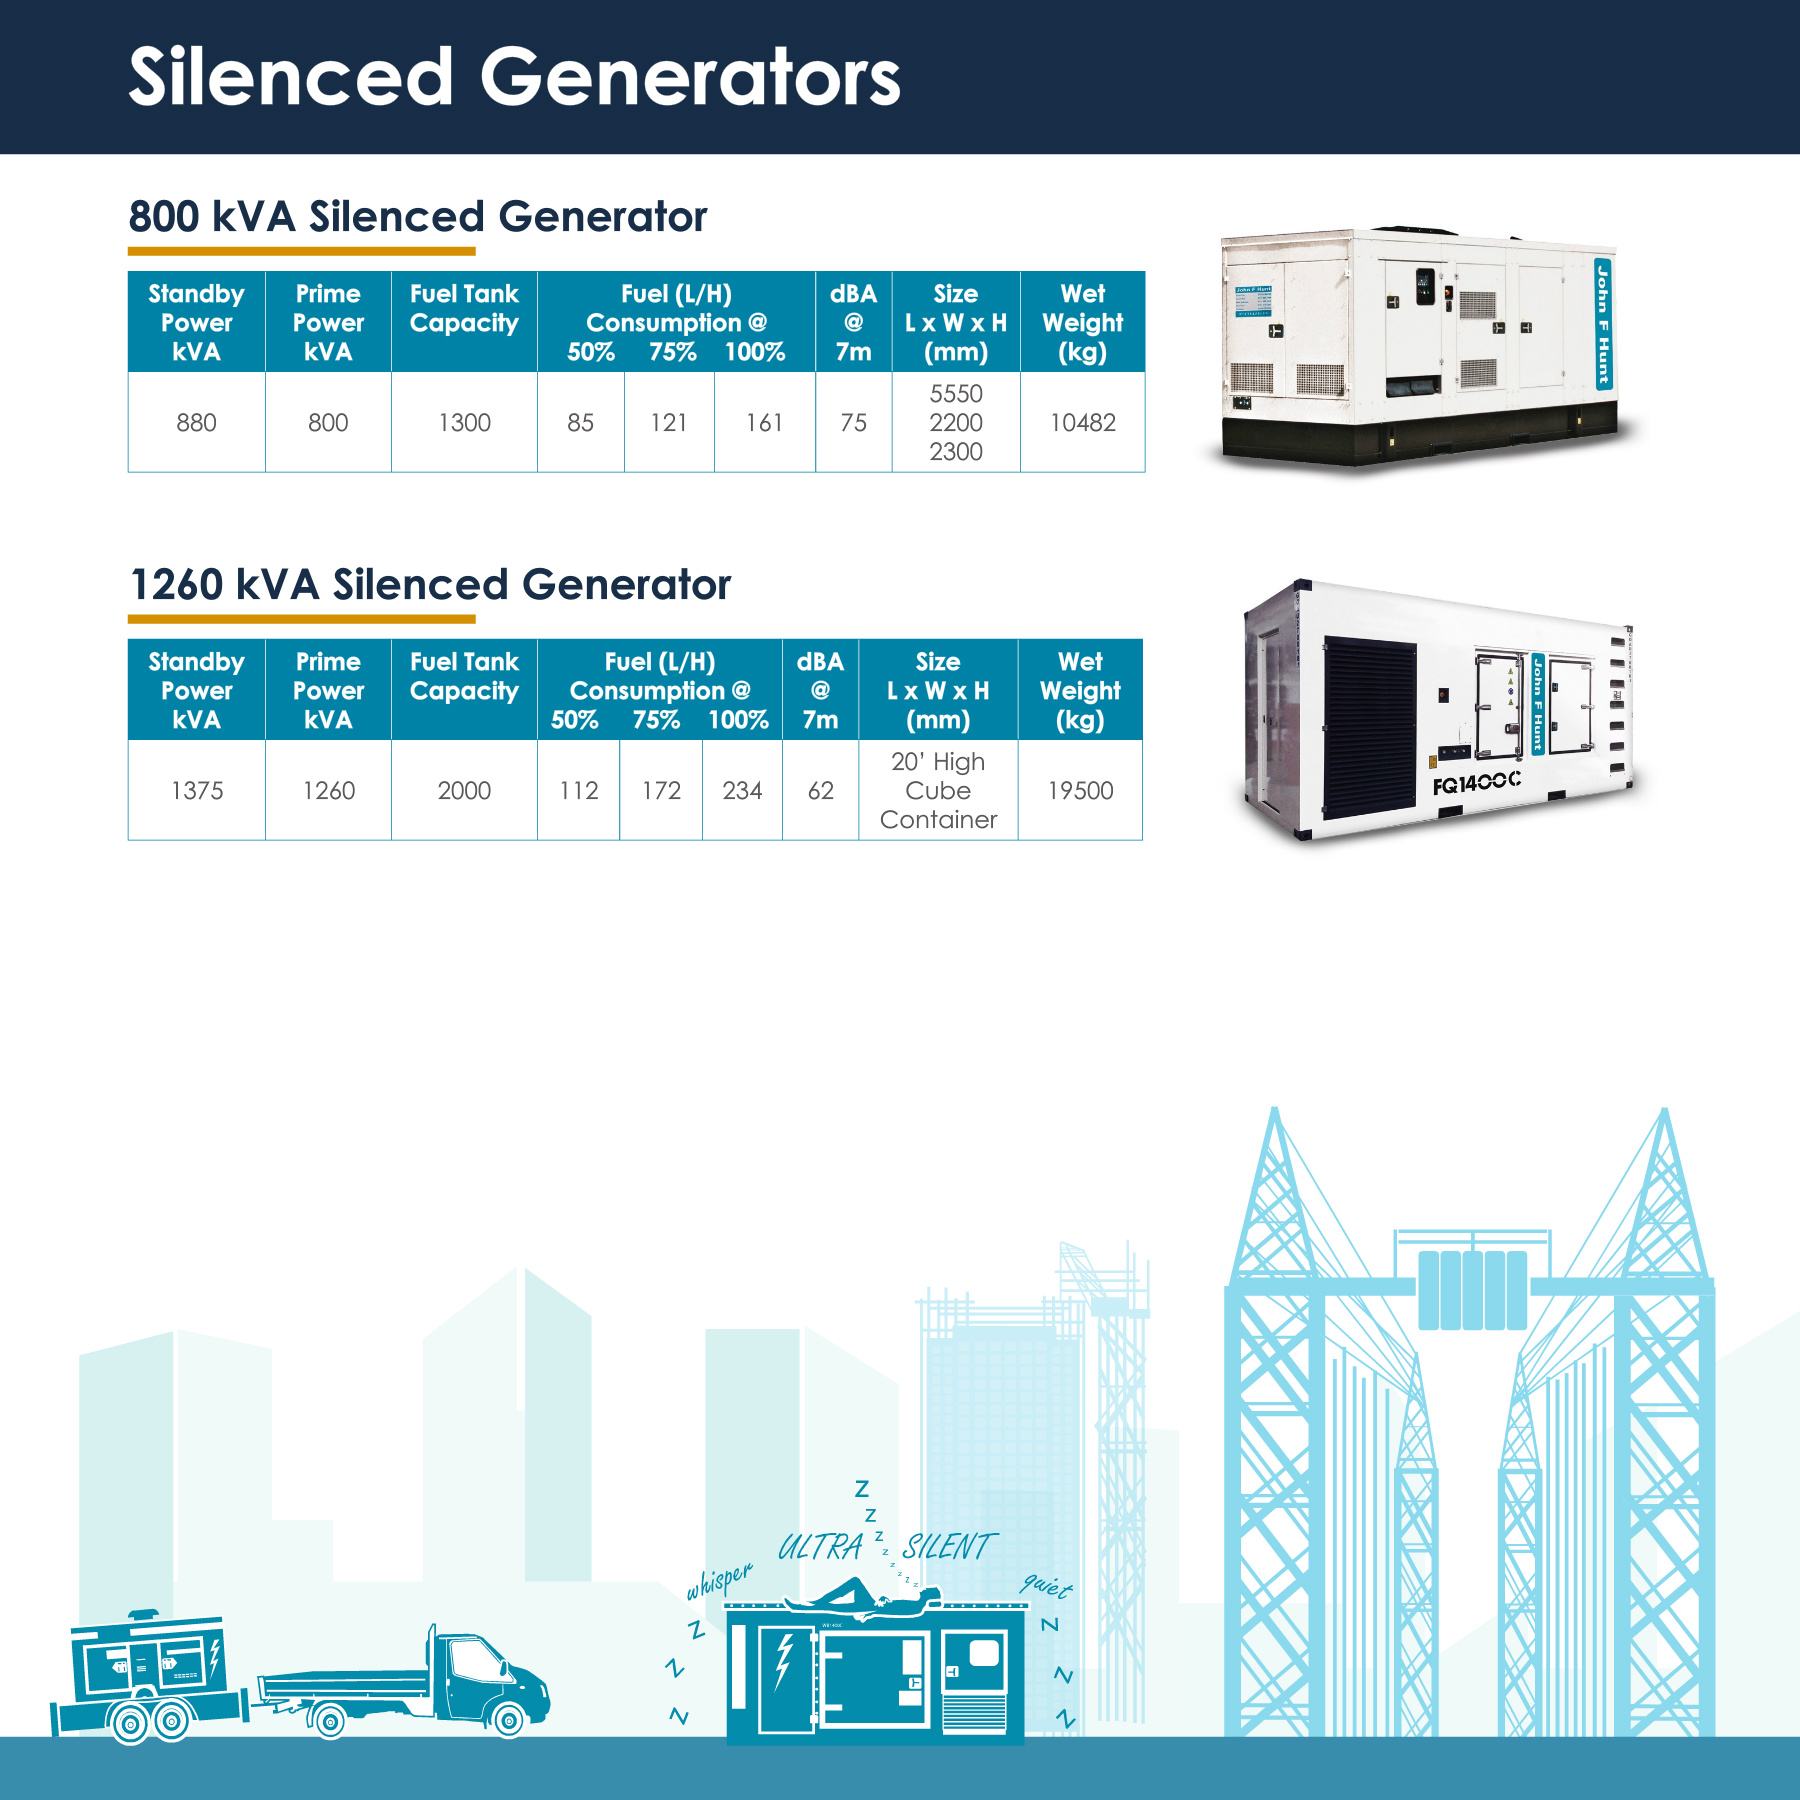 Silenced Generators
800 kVA Silenced Generator
Standby Power kVA
Prime Power kVA
Fuel Tank Capacity
Fuel (L/H) Consumption @
50% 75% 100%
dBA @ 7m
Size L x W x H (mm)
Wet Weight (kg)
880 800 1300 85 121 161 75 5550 2200 2300 10482
John F Hunt
John F Hunt
1260 kVA Silenced Generator
Standby Power kVA
Prime Power kVA
Fuel Tank Capacity
Fuel (L/H) Consumption @
50% 75% 100%
dBA @ 7m
Size L x W x H (mm)
Wet Weight (kg)
1375 1260 2000 112 172 234 62 20’ High Cube Container 19500
John F Hunt
FQ1400C
z
z
z
z
z
z
z
z
ULTRA SILENT
whisper
quiet
z
z
z
z
z
z